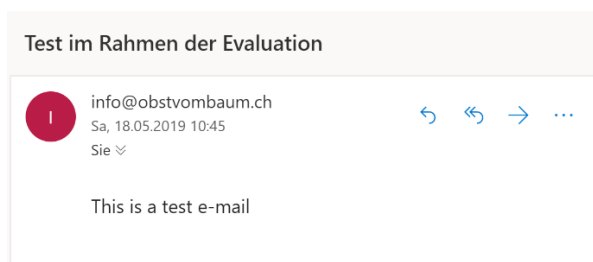 Test im Rahmen der Evaluation
I
info@obstvombaum.ch
Sa, 18.05.2019 10:45
Sie
This is a test e-mail